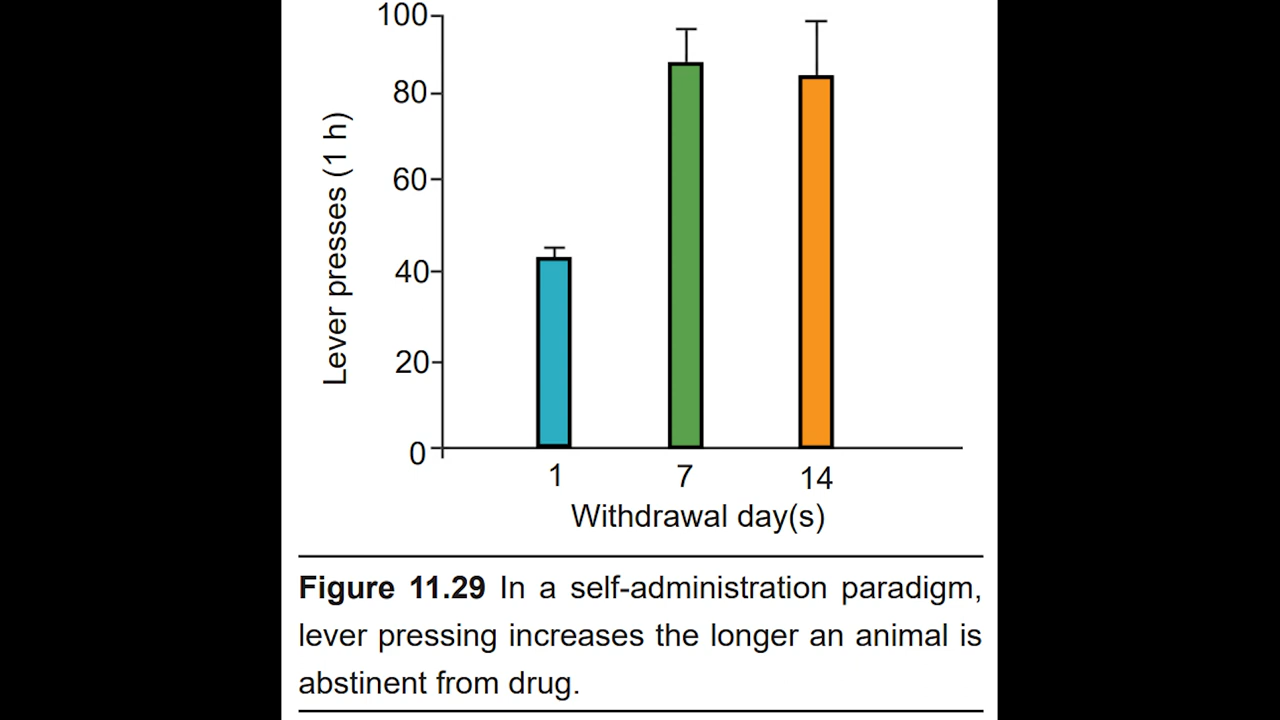 100
80
60
40
20
0
Lever presses (1 h)
1 7 14
Withdrawal day(s)
Figure 11.29 In a self-administration paradigm,
lever pressing increases the longer an animal is
abstinent from drug.